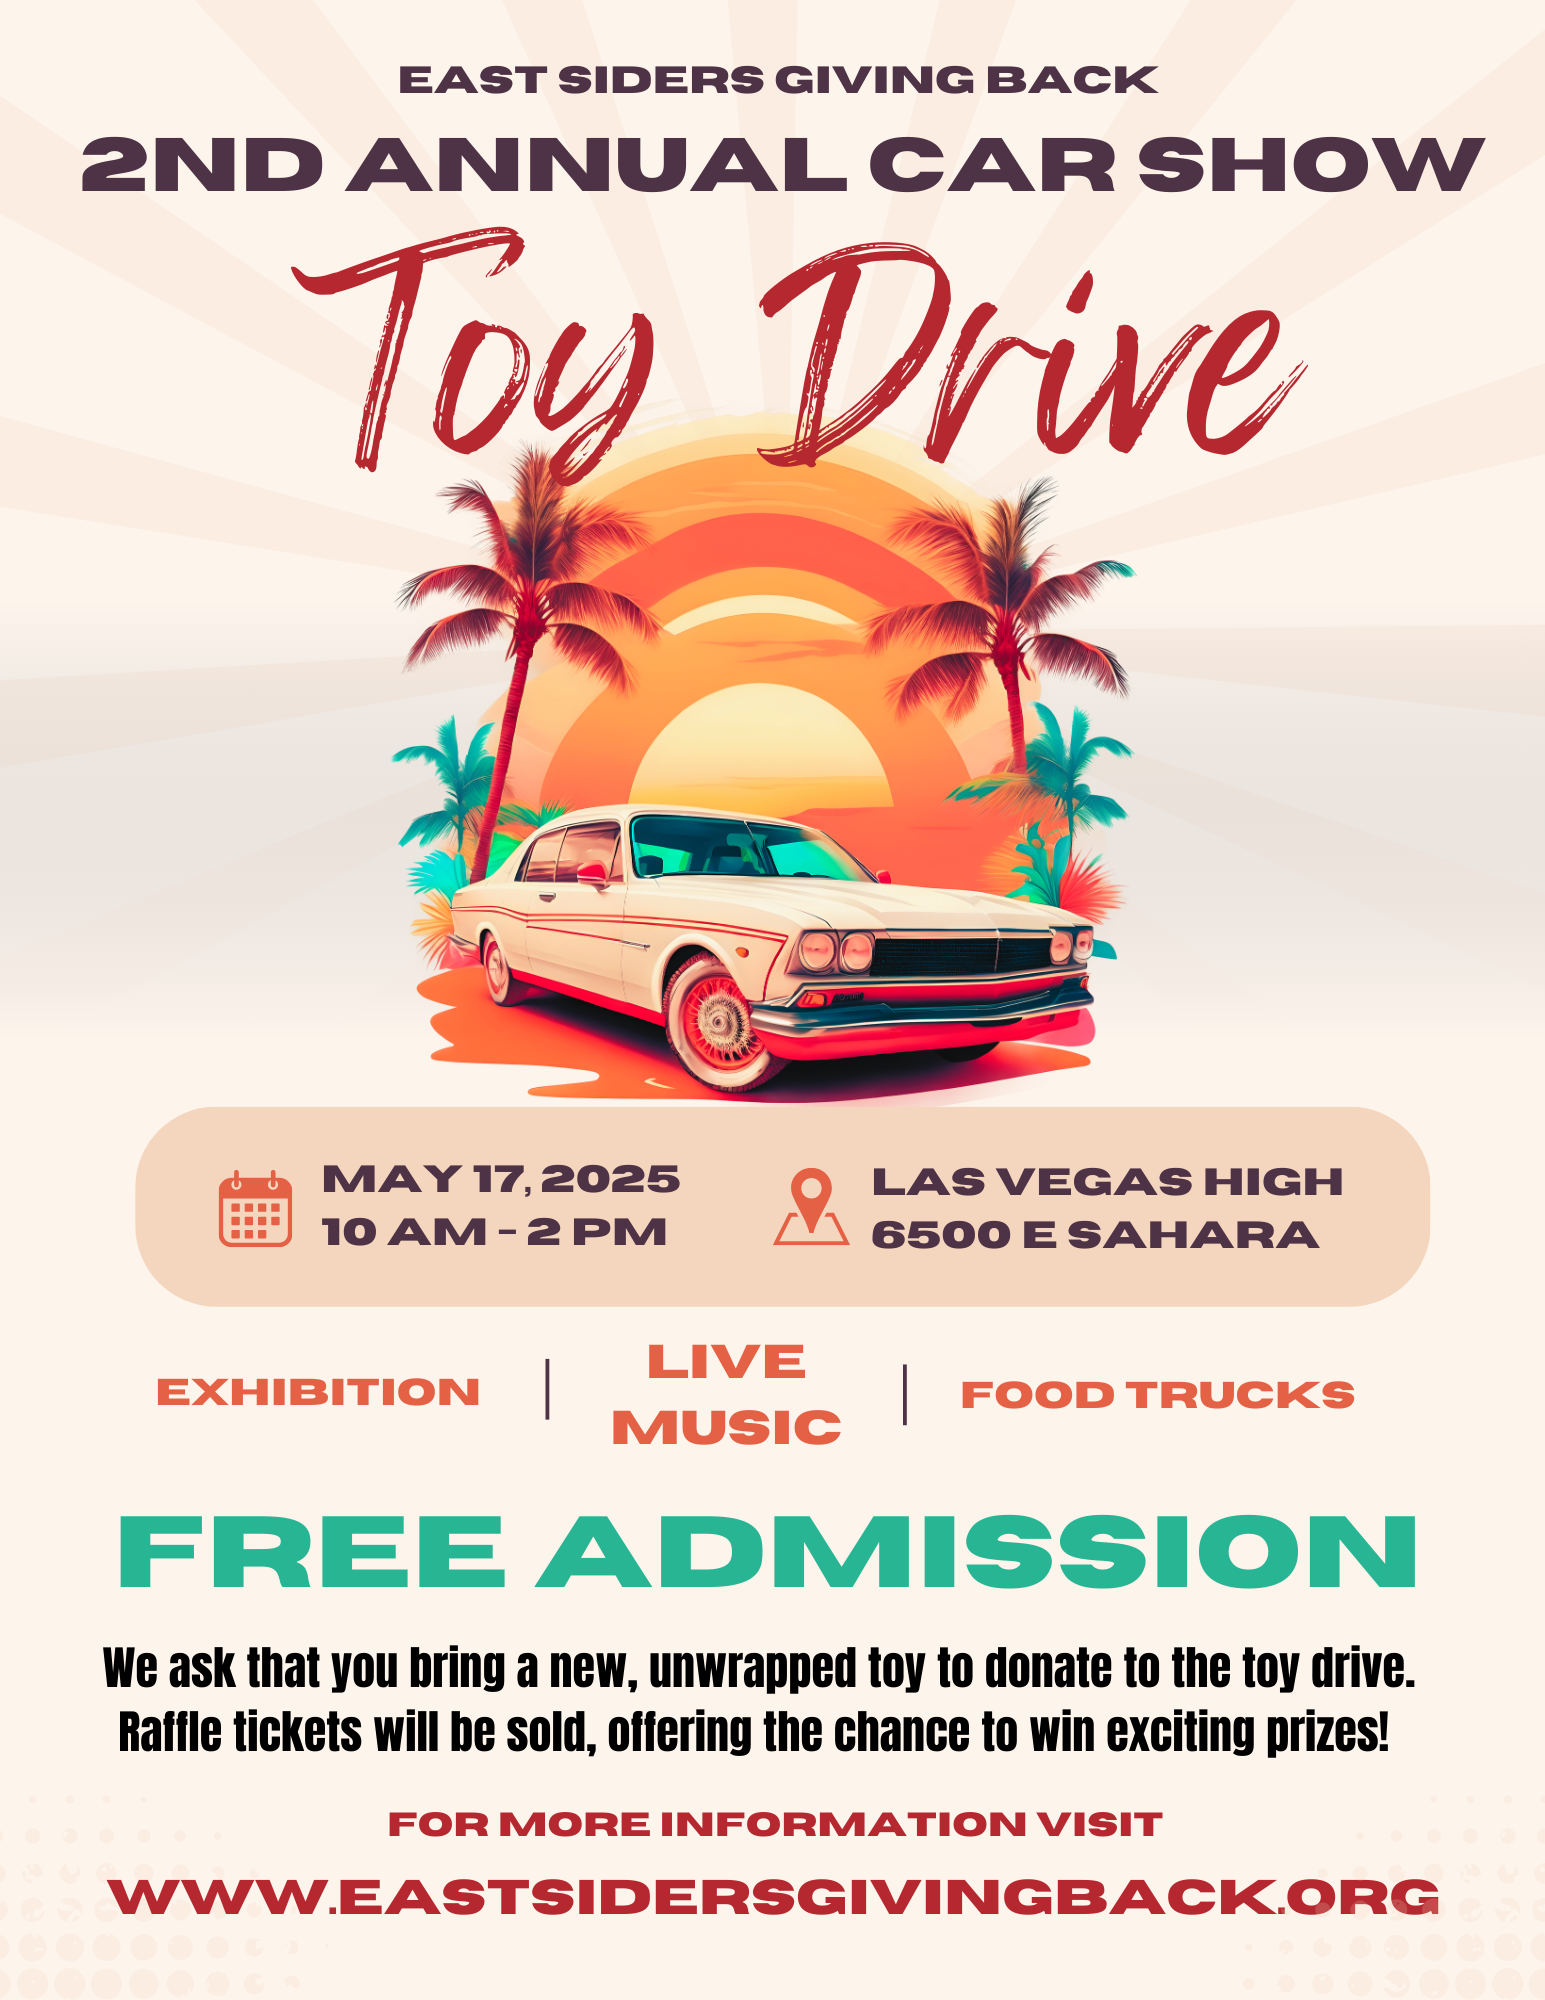 EAST SIDERS GIVING BACK
2ND ANNUAL CAR SHOW
Toy Drive
MAY 17, 2025
10 AM - 2 PM
LAS VEGAS HIGH
6500 E SAHARA
EXHIBITION
LIVE
MUSIC
FOOD TRUCKS
FREE ADMISSION
We ask that you bring a new, unwrapped toy to donate to the toy drive.
Raffle tickets will be sold, offering the chance to win exciting prizes!
FOR MORE INFORMATION VISIT
WWW.EASTSIDERSGIVINGBACK.ORG